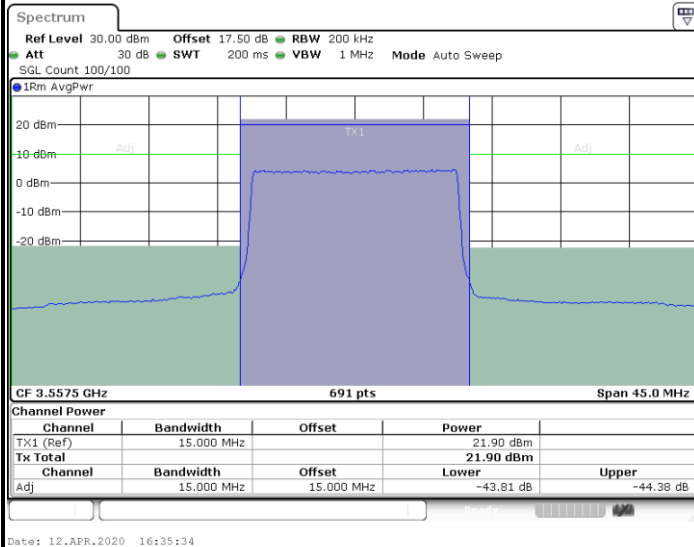 Spectrum
Ref Level 30.00 dBm Offset 17.50 dB RBW 200 kHz
Att 30 dB SWT 200 ms VBW 1 MHz Mode Auto Sweep
SGL Count 100/100
1Rm AvgPwr
20 dBm
TX1
Adj
Adj
10 dBm
0 dBm
-10 dBm
-20 dBm
CF 3.5575 GHz 691 pts Span 45.0 MHz
Channel Power
Channel Bandwidth Offset Power
TX1 (Ref) 15.000 MHz 21.90 dBm
Tx Total 21.90 dBm
Channel Bandwidth Offset Lower Upper
Adj 15.000 MHz 15.000 MHz -43.81 dB -44.38 dB
Ready
Date: 12.APR.2020 16:35:34